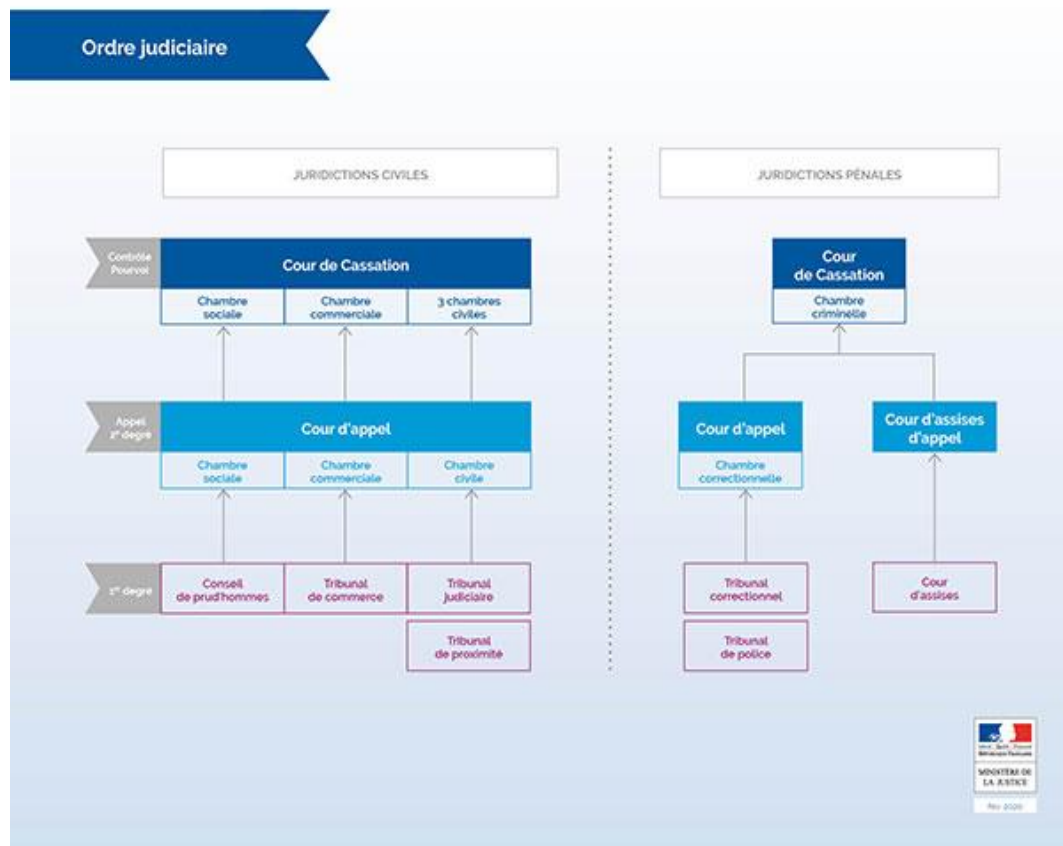 Ordre judiciaire
JURIDICTIONS CIVILES
JURIDICTIONS PÉNALES
Contrôle
Pourvoi
Cour de Cassation
Chambre
sociale
Chambre
commerciale
3 chambres
civiles
Cour
de Cassation
Chambre
criminelle
Appel
2e degré
Cour d'appel
Chambre
sociale
Chambre
commerciale
Chambre
civile
Cour d'appel
Chambre
correctionnelle
Cour d'assises
d'appel
1er degré
Conseil
de prud'hommes
Tribunal
de commerce
Tribunal
judiciaire
Tribunal
de proximité
Tribunal
correctionnel
Tribunal
de police
Cour
d'assises
MINISTÈRE DE
LA JUSTICE
2020